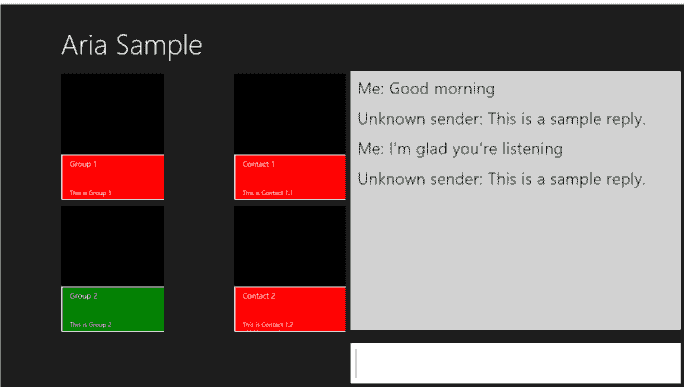 Aria Sample
Group 1
This is Group 1
Contact 1
This is Contact 1.1
Group 2
This is Group 2
Contact 2
This is Contact 1.2
Me: Good morning
Unknown sender: This is a sample reply.
Me: I'm glad you're listening
Unknown sender: This is a sample reply.